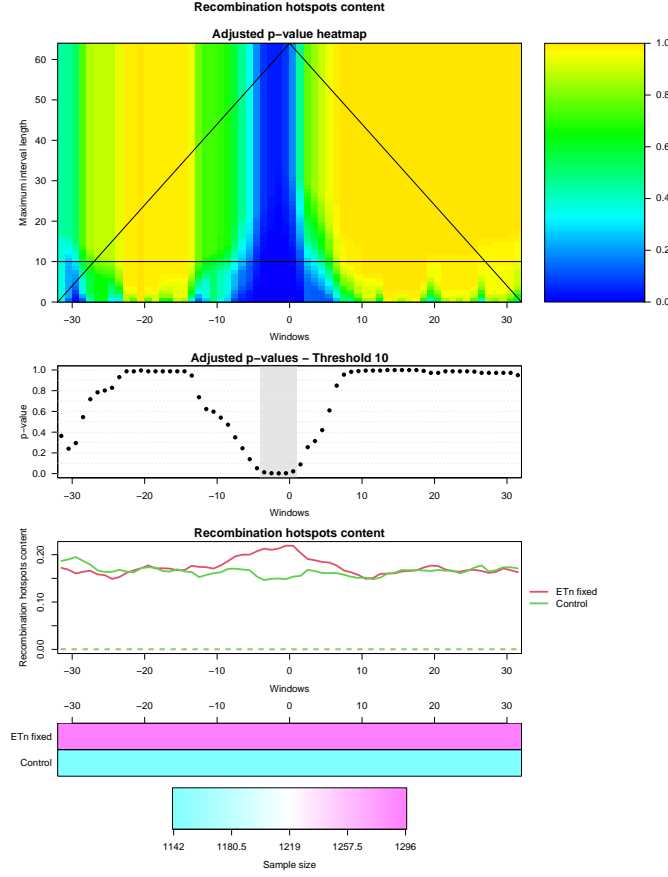 Recombination hotspots content
Adjusted p−value heatmap
Maximum interval length
60
50
40
30
20
10
0
−30 −20 −10 0 10 20 30
Windows
1.0
0.8
0.6
0.4
0.2
0.0
Adjusted p−values − Threshold 10
p−value
1.0
0.8
0.6
0.4
0.2
0.0
−30 −20 −10 0 10 20 30
Windows
Recombination hotspots content
Recombination hotspots content
0.20
0.10
0.00
−30 −20 −10 0 10 20 30
Windows
ETn fixed
Control
−30 −20 −10 0 10 20 30
ETn fixed
Control
1142 1180.5 1219 1257.5 1296
Sample size